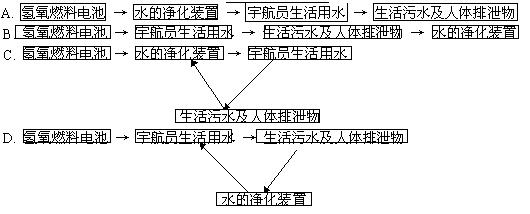 A. 氢氧燃料电池 → 水的净化装置 → 宇航员生活用水 → 生活污水及人体排泄物
B 氢氧燃料电池 → 宇航员生活用水 → 生活污水及人体排泄物 → 水的净化装置
C. 氢氧燃料电池 → 水的净化装置 → 宇航员生活用水
生活污水及人体排泄物
D. 氢氧燃料电池 → 宇航员生活用水 → 生活污水及人体排泄物
水的净化装置